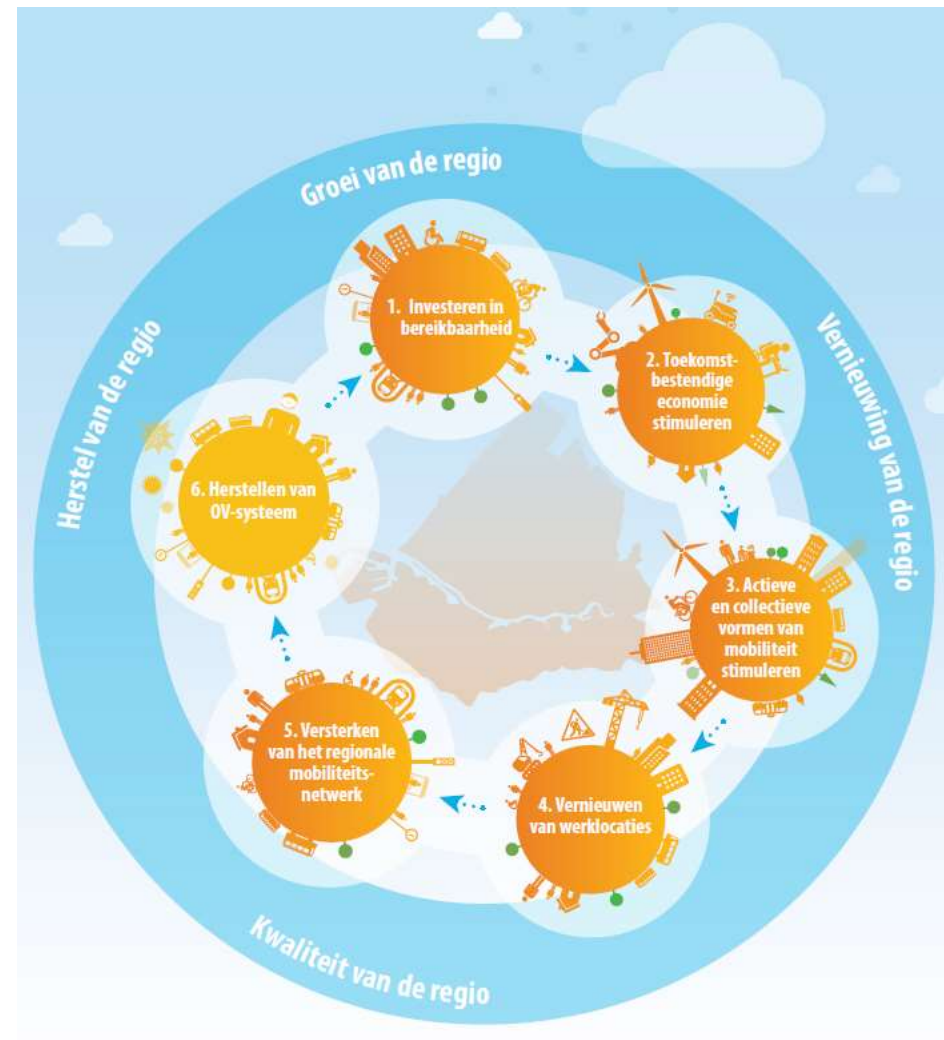 Groei van de regio
Herstel van de regio
Vernieuwing van de regio
1. Investeren in
bereikbaarheid
2. Toekomst-
bestendige
economie
stimuleren
6. Herstellen van
OV-systeem
3. Actieve
en collectieve
vormen van
mobiliteit
stimuleren
5. Versterken
van het regionale
mobiliteits-
netwerk
4. Vernieuwen
van werklocaties
Kwaliteit van de regio